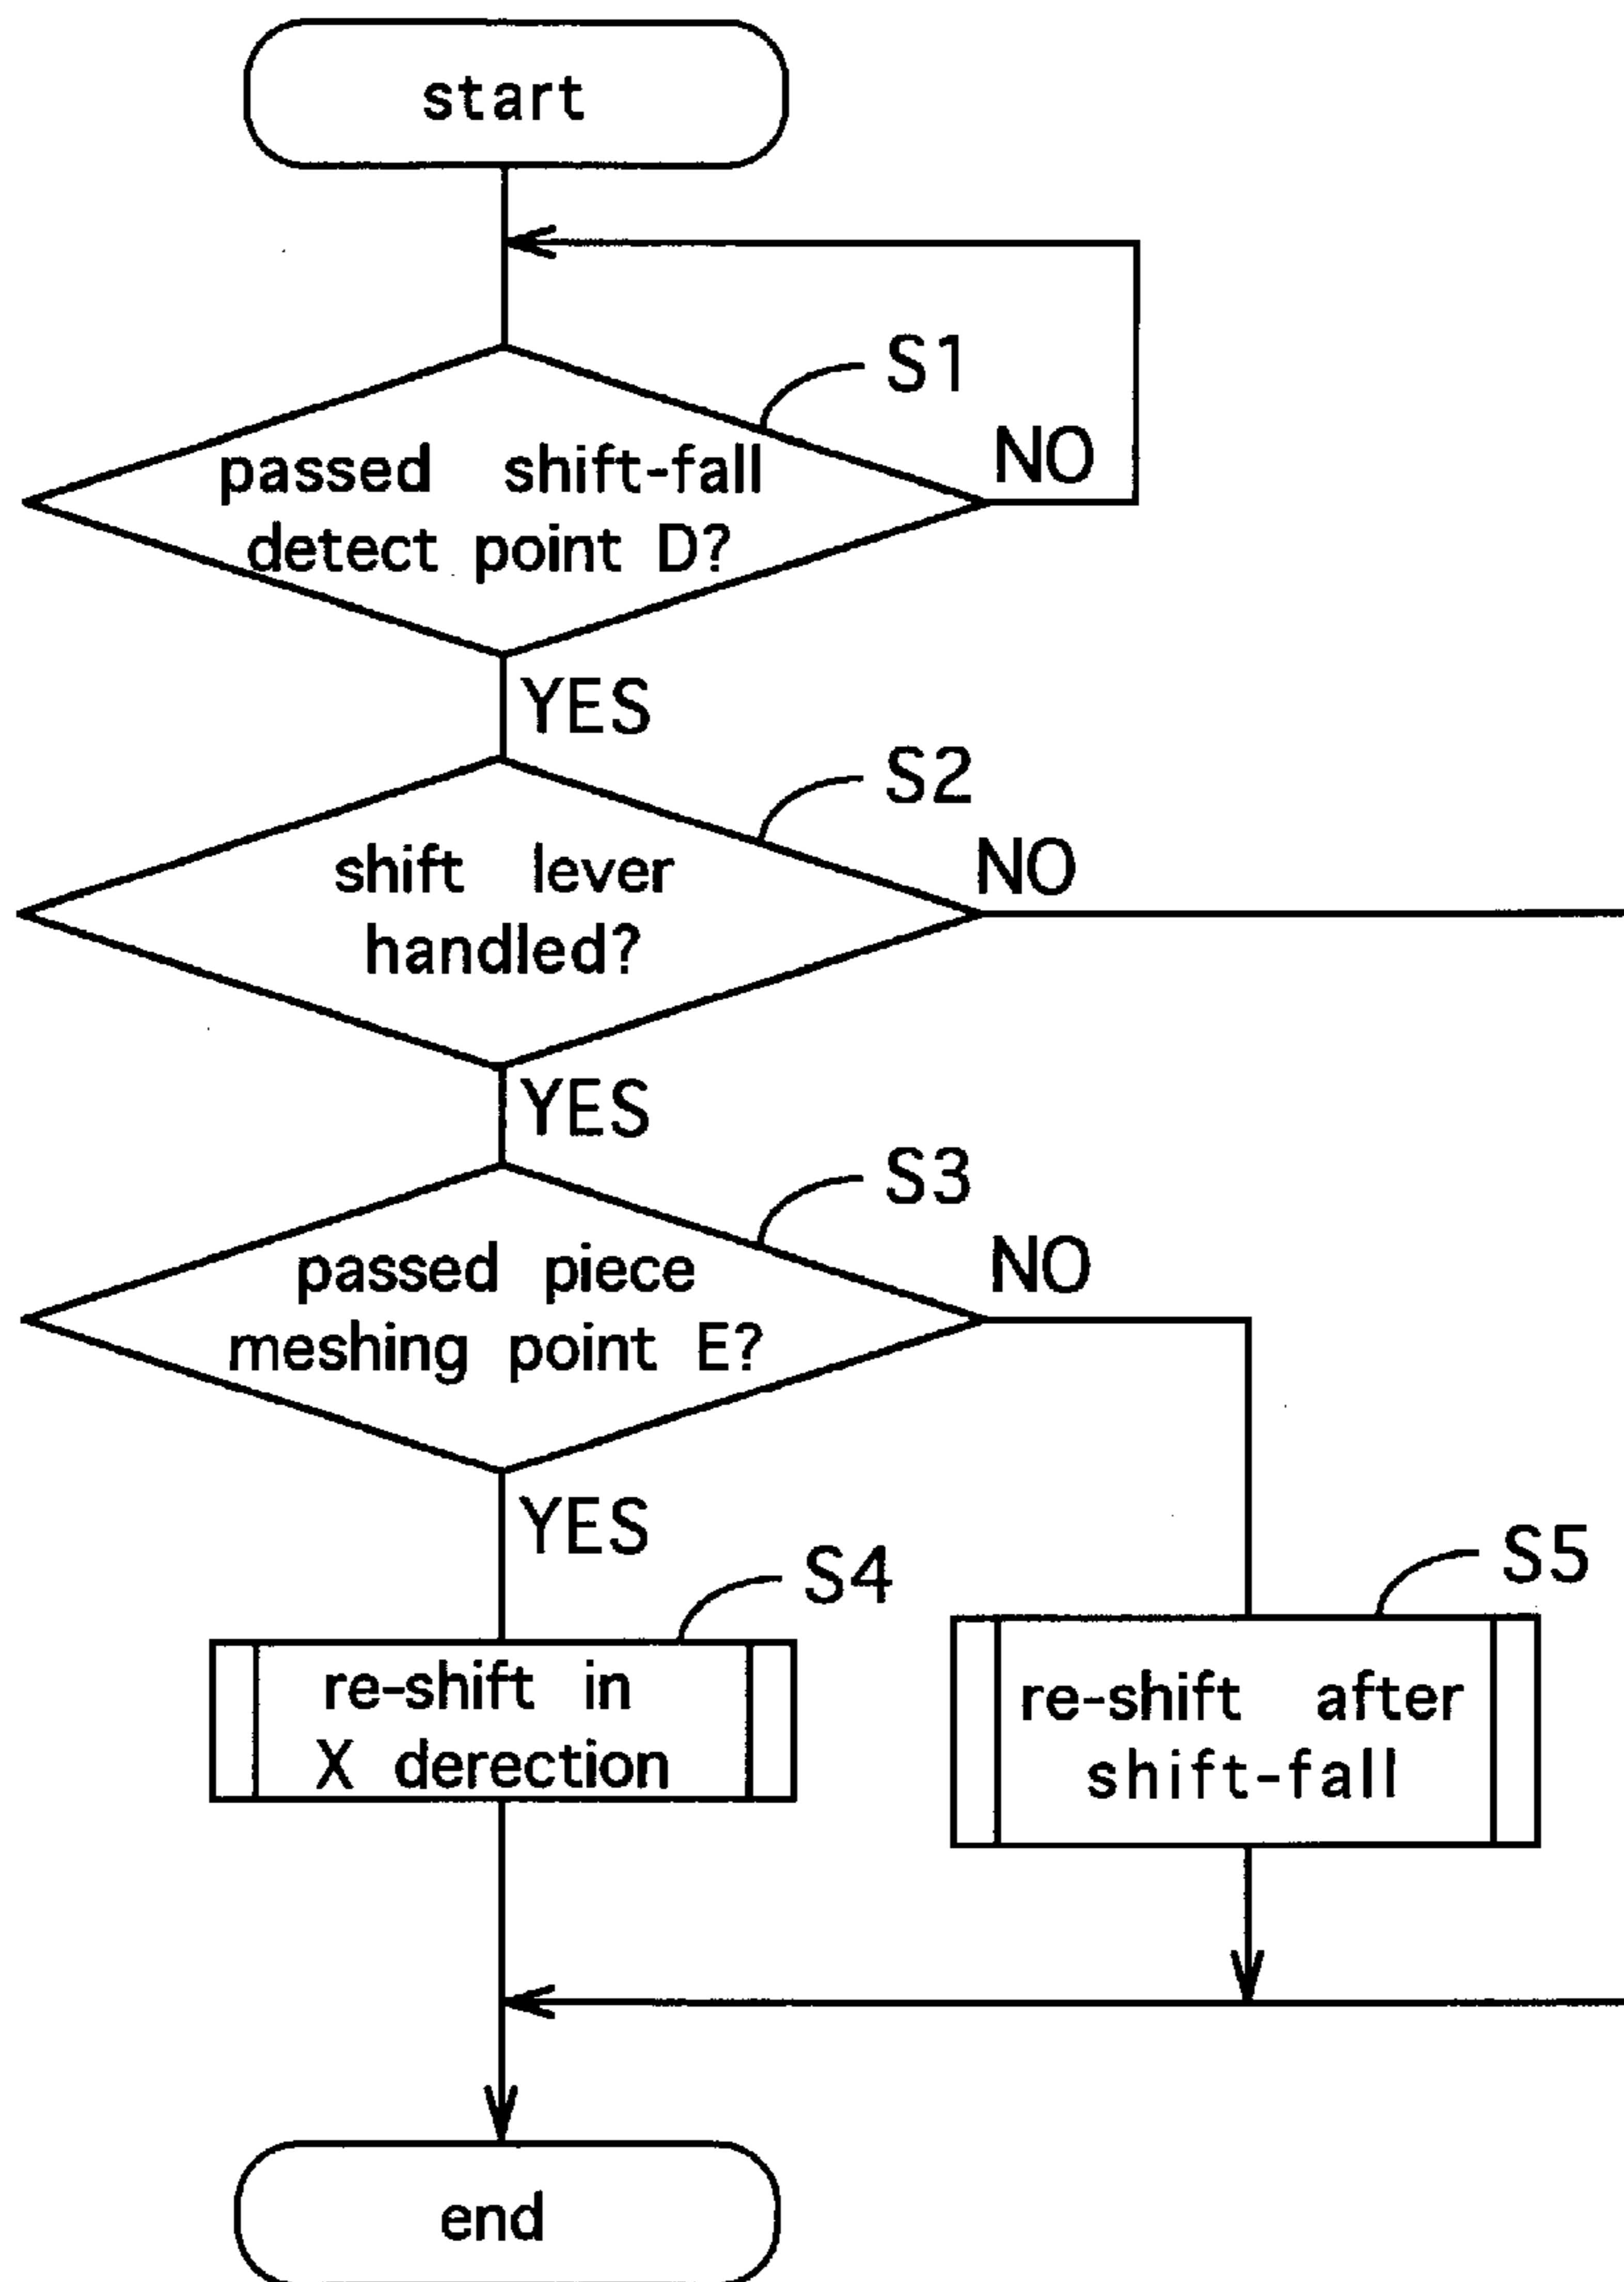 start
S1
passed shift-fall
detect point D?
NO
YES
S2
shift lever
handled?
NO
YES
S3
passed piece
meshing point E?
NO
YES
S4
re-shift in
X derection
S5
re-shift after
shift-fall
end